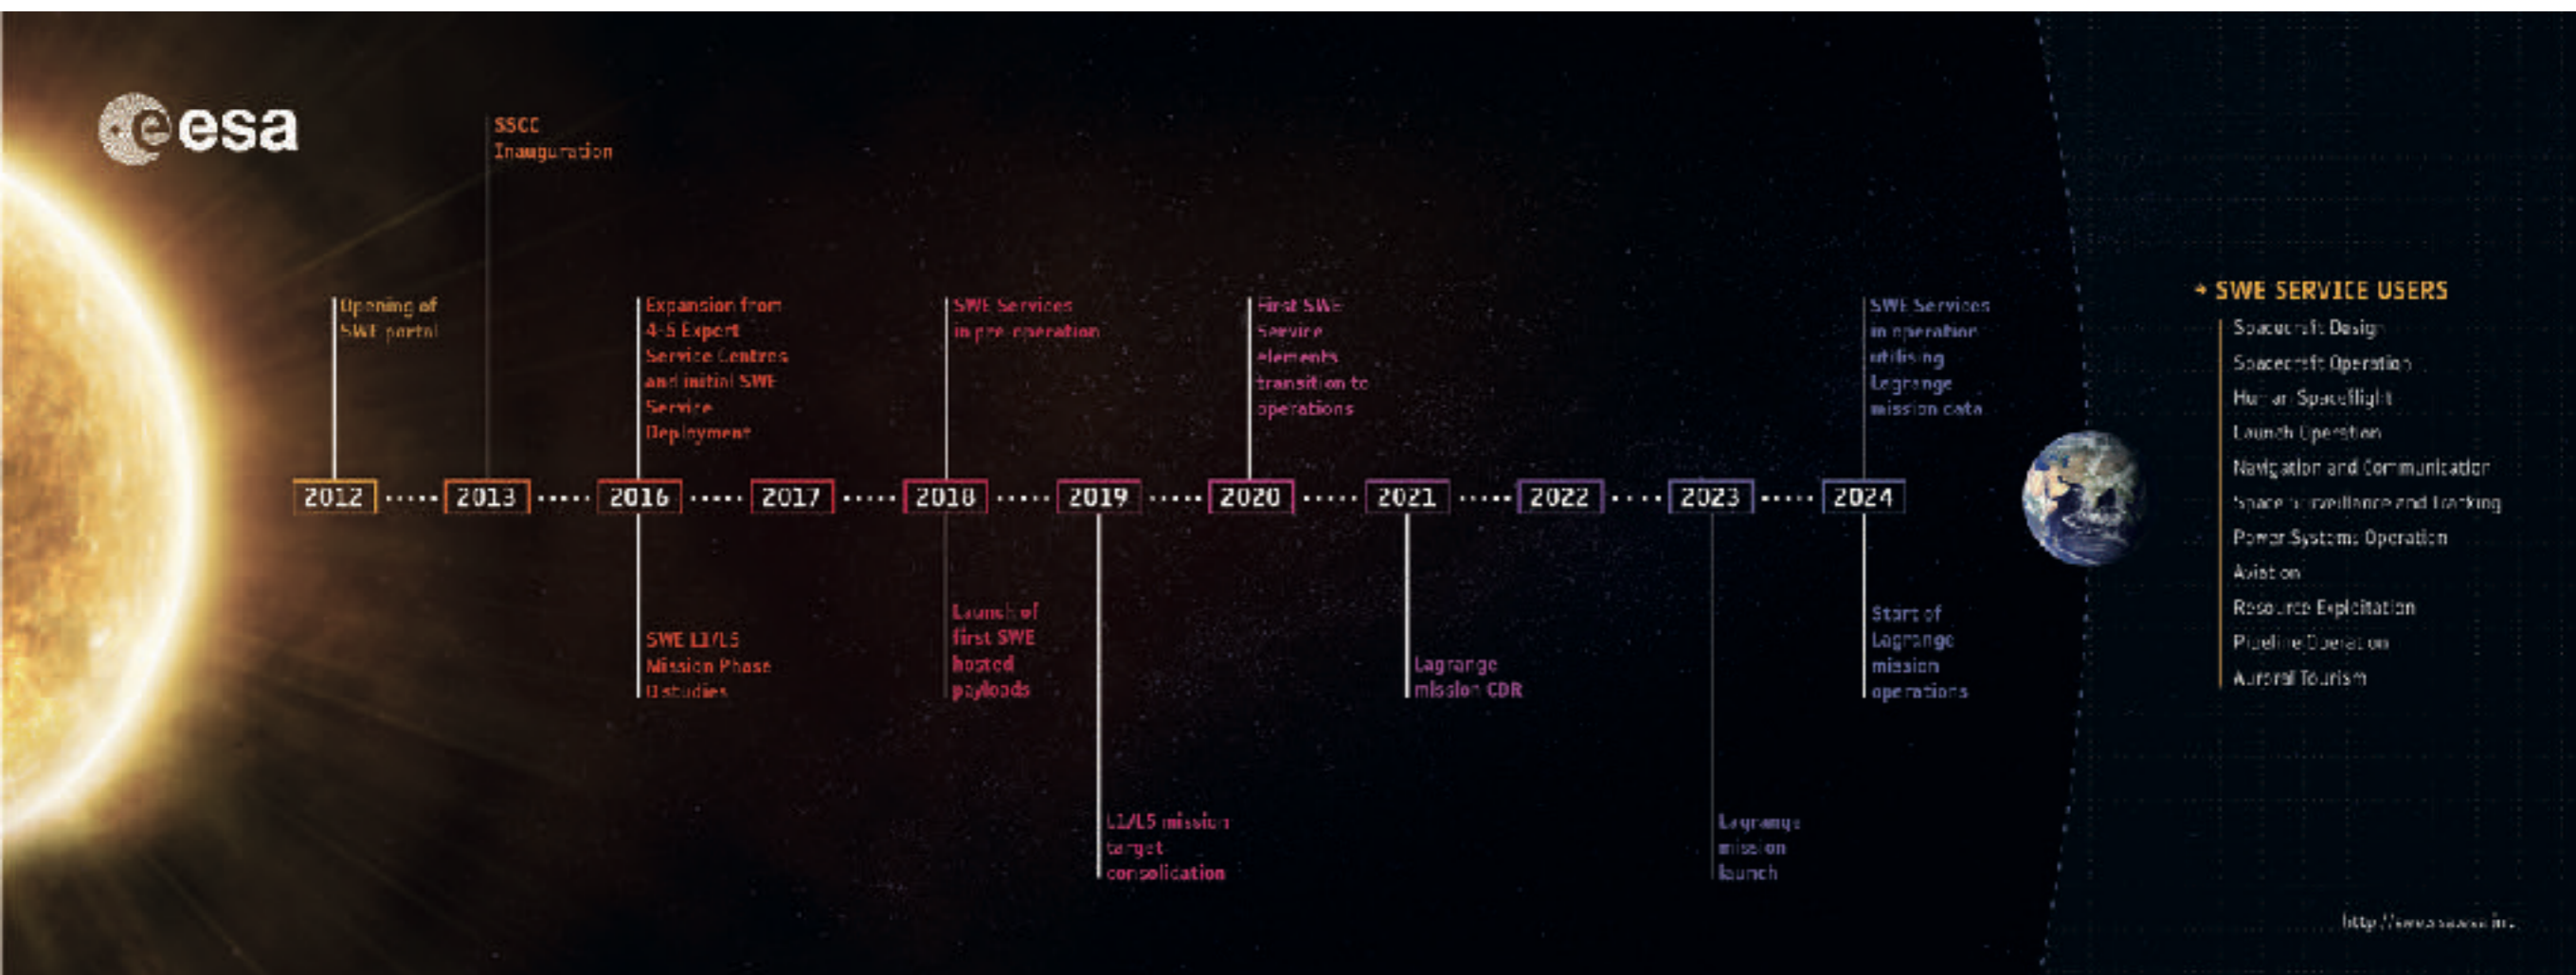 esa
SSCC
Inauguration
Opening of
SWE portal
Expansion from
4-5 Expert
Service Centres
and initial SWE
Service
Deployment
SWE Services
in pre-operation
First SWE
Service
elements
transition to
operations
SWE Services
in operation
utilising
Lagrange
mission data
2012
2013
2016
2017
2018
2019
2020
2021
2022
2023
2024
SWE L1/L5
Mission Phase
studies
Launch of
first SWE
hosted
payloads
L1/L5 mission
target
consolidation
Lagrange
mission CDR
Lagrange
mission
launch
Start of
Lagrange
mission
operations
→ SWE SERVICE USERS
Spacecraft Design
Spacecraft Operation
Human Spaceflight
Launch Operation
Navigation and Communication
Space Surveillance and Tracking
Power Systems Operation
Aviation
Resource Exploitation
Pipeline Operation
Auroral Tourism